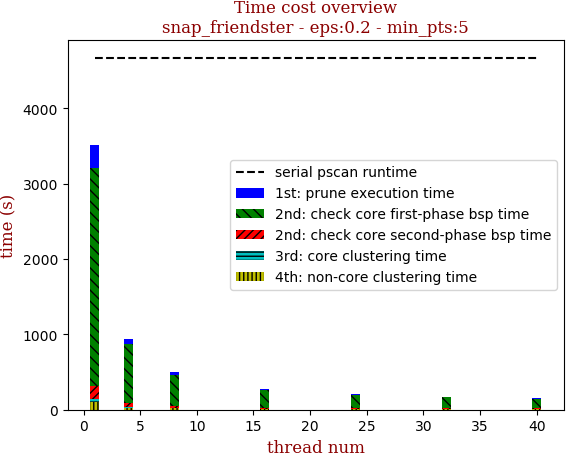 Time cost overview
snap_friendster - eps:0.2 - min_pts:5
time (s)
4000
3000
2000
1000
0
serial pscan runtime
1st: prune execution time
2nd: check core first-phase bsp time
2nd: check core second-phase bsp time
3rd: core clustering time
4th: non-core clustering time
0 5 10 15 20 25 30 35 40
thread num